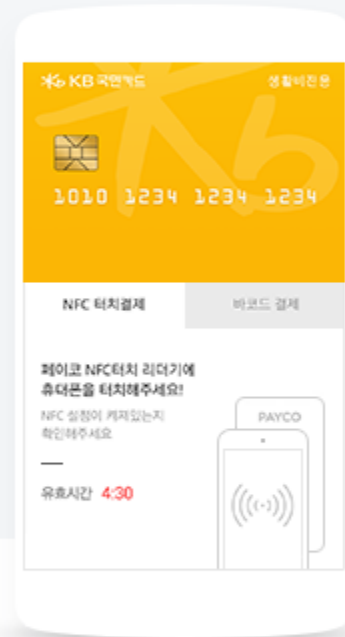 KB 국민카드
생활비전용
1010 1234 1234 1234
NFC 터치결제
바코드 결제
페이코 NFC터치 리더기에
휴대폰을 터치해주세요!
NFC 설정이 켜져있는지
확인해주세요
유효시간 4:30
PAYCO